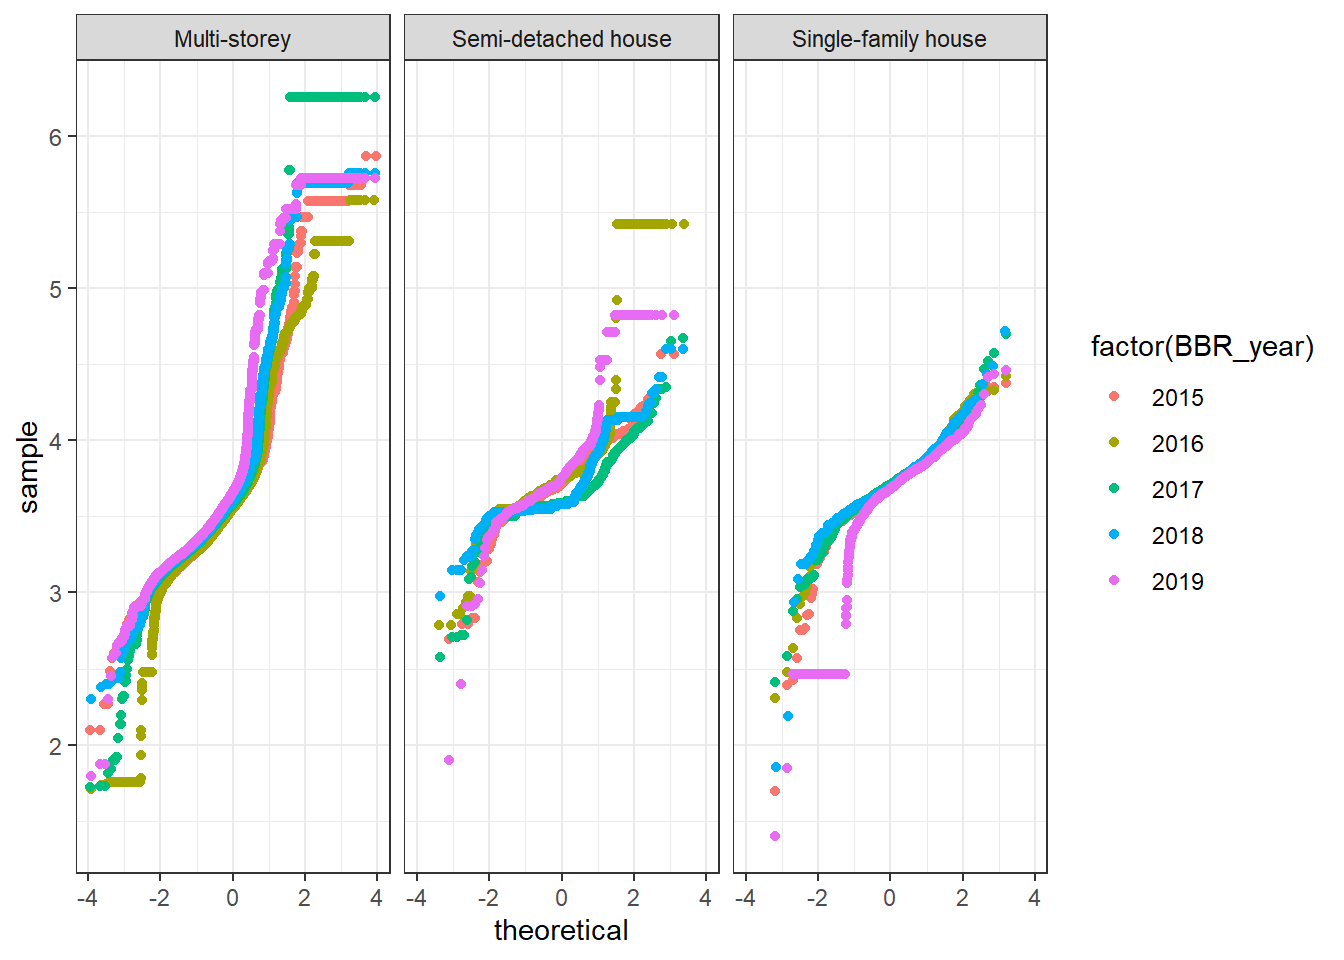 Multi-storey
Semi-detached house
Single-family house
sample
6
5
4
3
2
-4 -2 0 2 4
-4 -2 0 2 4
-4 -2 0 2 4
theoretical
factor(BBR_year)
2015
2016
2017
2018
2019